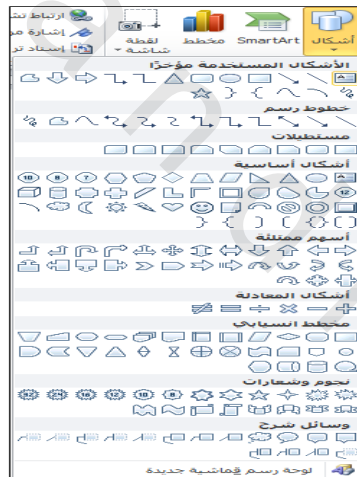 أشكال
SmartArt
مخطط
لقطة
شاشة
ارتباط تش
إشارة مر
إسناد تر
الأشكال المستخدمة مؤخرًا
خطوط رسم
مستطيلات
أشكال أساسية
أسهم ممتلئة
أشكال المعادلة
مخطط انسيابي
نجوم وشعارات
وسائل شرح
لوحة رسم قماشية جديدة